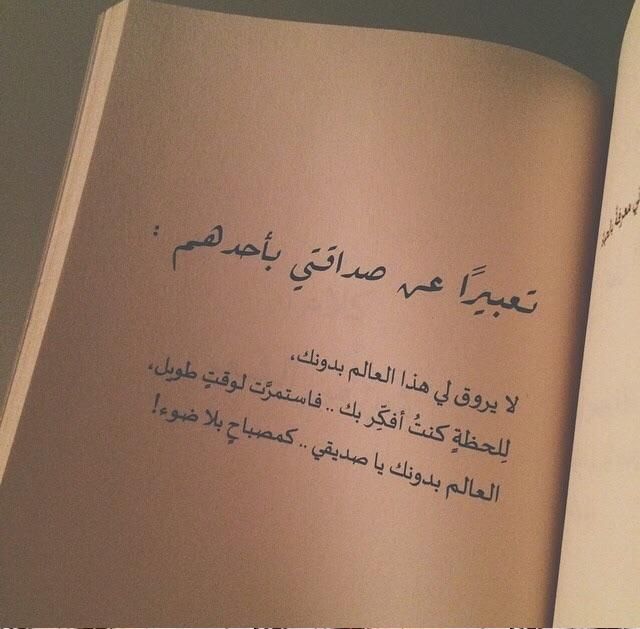 تعبيرًا عن صداقتي بأحدهم :
لا يروق لي هذا العالم بدونك،
لِلحظةٍ كنتُ أفكِّر بك .. فاستمرَّت لوقتٍ طويل،
العالم بدونك يا صديقي .. كمصباحٍ بلا ضوء!